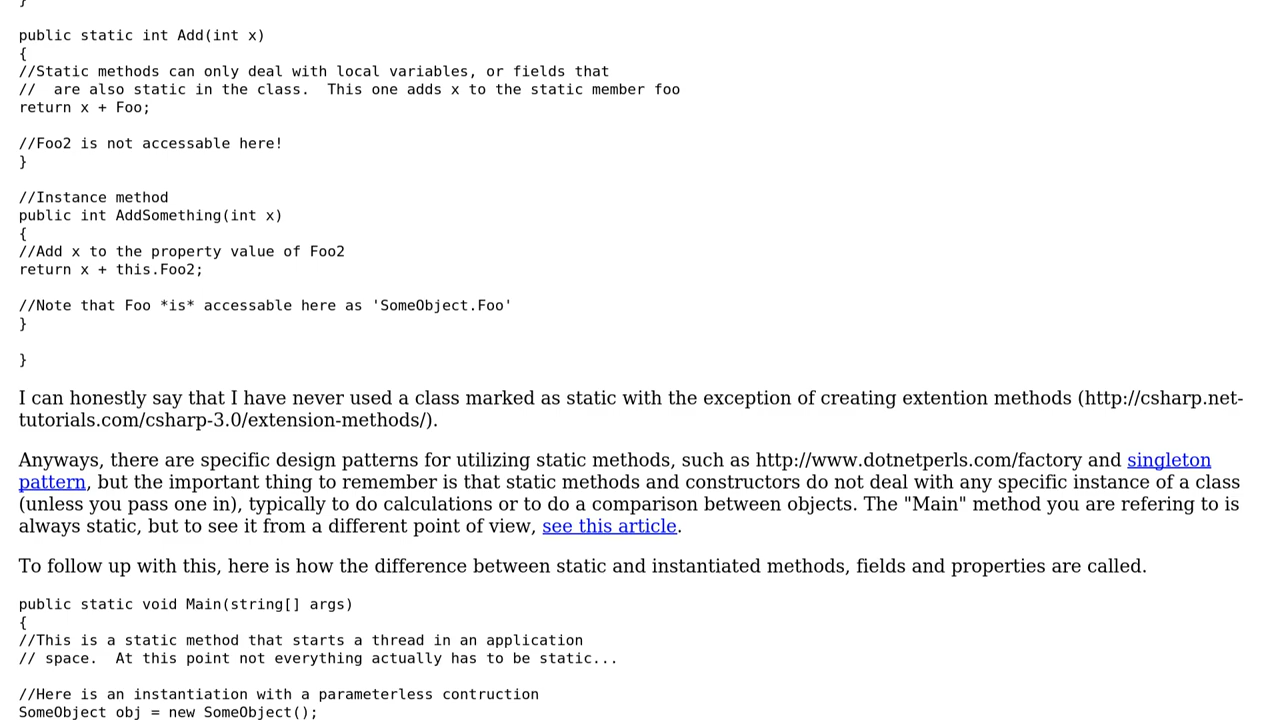 }
public static int Add(int x)
{
//Static methods can only deal with local variables, or fields that
//  are also static in the class.  This one adds x to the static member foo
return x + Foo;
//Foo2 is not accessable here!
}
//Instance method
public int AddSomething(int x)
{
//Add x to the property value of Foo2
return x + this.Foo2;
//Note that Foo *is* accessable here as 'SomeObject.Foo'
}
}
I can honestly say that I have never used a class marked as static with the exception of creating extention methods (http://csharp.net-
tutorials.com/csharp-3.0/extension-methods/).
Anyways, there are specific design patterns for utilizing static methods, such as http://www.dotnetperls.com/factory and singleton
pattern, but the important thing to remember is that static methods and constructors do not deal with any specific instance of a class
(unless you pass one in), typically to do calculations or to do a comparison between objects. The "Main" method you are refering to is
always static, but to see it from a different point of view, see this article.
To follow up with this, here is how the difference between static and instantiated methods, fields and properties are called.
public static void Main(string[] args)
{
//This is a static method that starts a thread in an application
// space.  At this point not everything actually has to be static...
//Here is an instantiation with a parameterless contruction
SomeObject obj = new SomeObject();